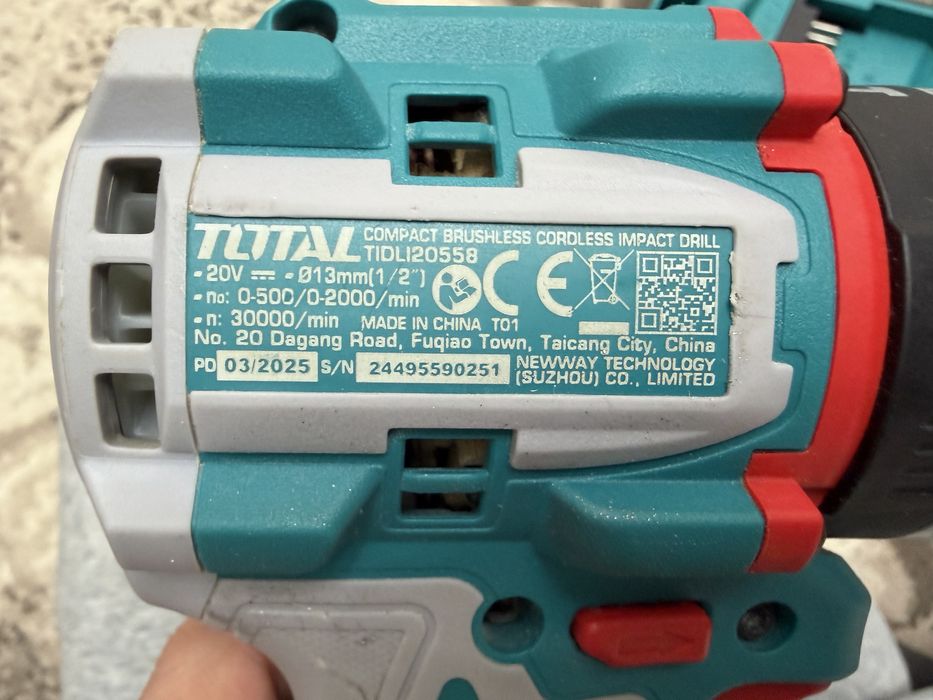 TOTAL COMPACT BRUSHLESS CORDLESS IMPACT DRILL
TIDLI20558
- 20V ⎓ - Ø13mm(1/2")
- no: 0-500/0-2000/min
- n: 30000/min MADE IN CHINA T01
CE
No. 20 Dagang Road, Fuqiao Town, Taicang City, China
PD 03/2025 S/N 24495590251 NEWWAY TECHNOLOGY
(SUZHOU) CO., LIMITED